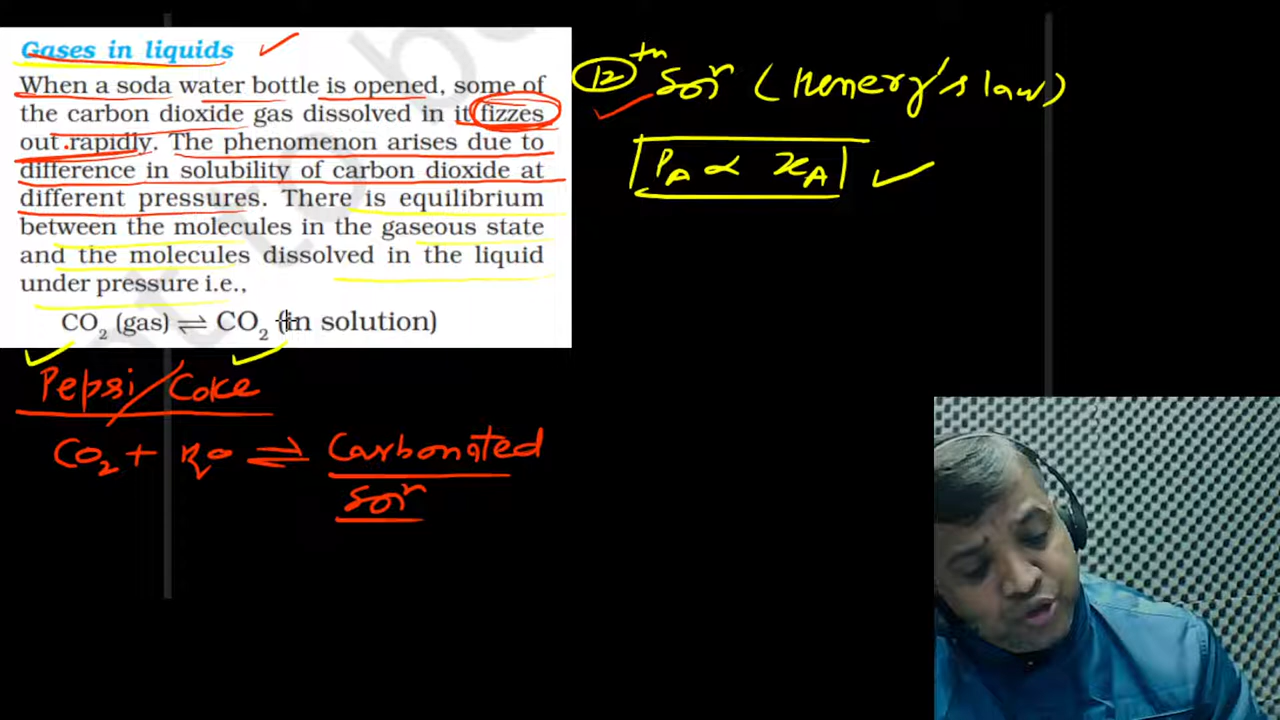 Gases in liquids
When a soda water bottle is opened, some of
the carbon dioxide gas dissolved in it fizzes
out rapidly. The phenomenon arises due to
difference in solubility of carbon dioxide at
different pressures. There is equilibrium
between the molecules in the gaseous state
and the molecules dissolved in the liquid
under pressure i.e.,
CO₂ (gas) ⇌ CO₂ (in solution)
Pepsi/Coke
CO₂ + H₂O ⇌ Carbonated
Solⁿ
12th Solⁿ (Henery's law)
P_A ∝ x_A